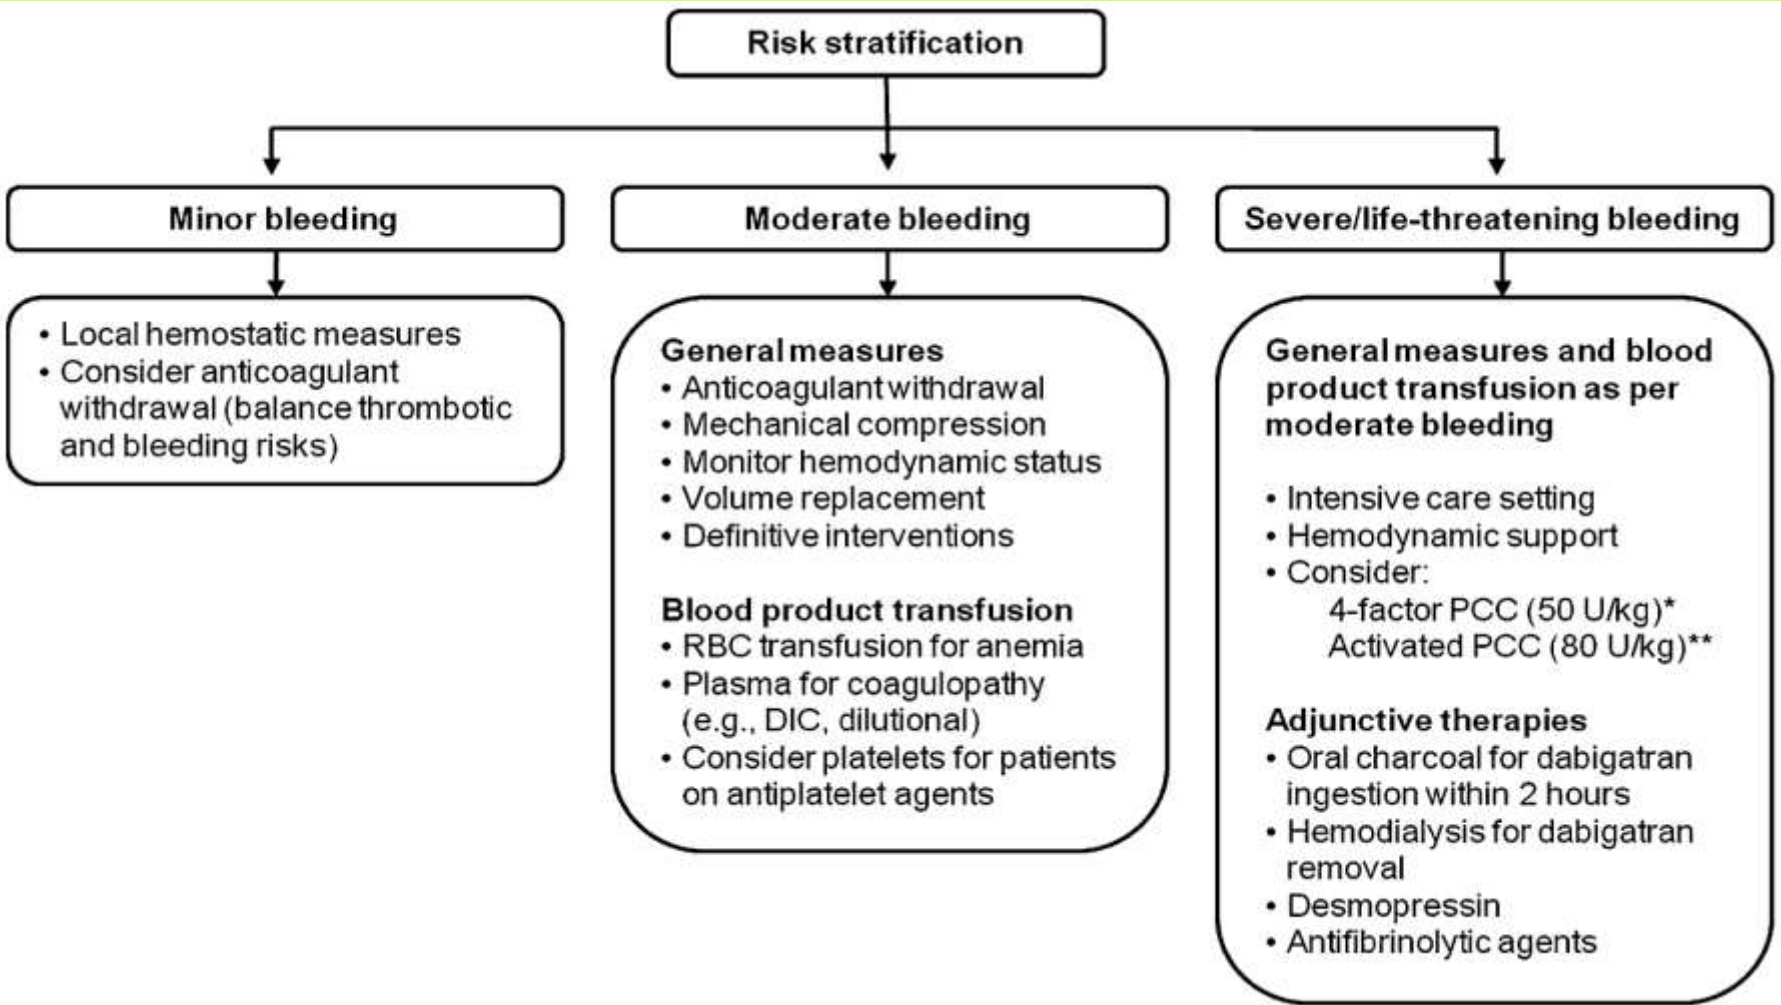 Risk stratification
Minor bleeding
• Local hemostatic measures
• Consider anticoagulant
withdrawal (balance thrombotic
and bleeding risks)
Moderate bleeding
General measures
• Anticoagulant withdrawal
• Mechanical compression
• Monitor hemodynamic status
• Volume replacement
• Definitive interventions
Blood product transfusion
• RBC transfusion for anemia
• Plasma for coagulopathy
(e.g., DIC, dilutional)
• Consider platelets for patients
on antiplatelet agents
Severe/life-threatening bleeding
General measures and blood
product transfusion as per
moderate bleeding
• Intensive care setting
• Hemodynamic support
• Consider:
4-factor PCC (50 U/kg)*
Activated PCC (80 U/kg)**
Adjunctive therapies
• Oral charcoal for dabigatran
ingestion within 2 hours
• Hemodialysis for dabigatran
removal
• Desmopressin
• Antifibrinolytic agents